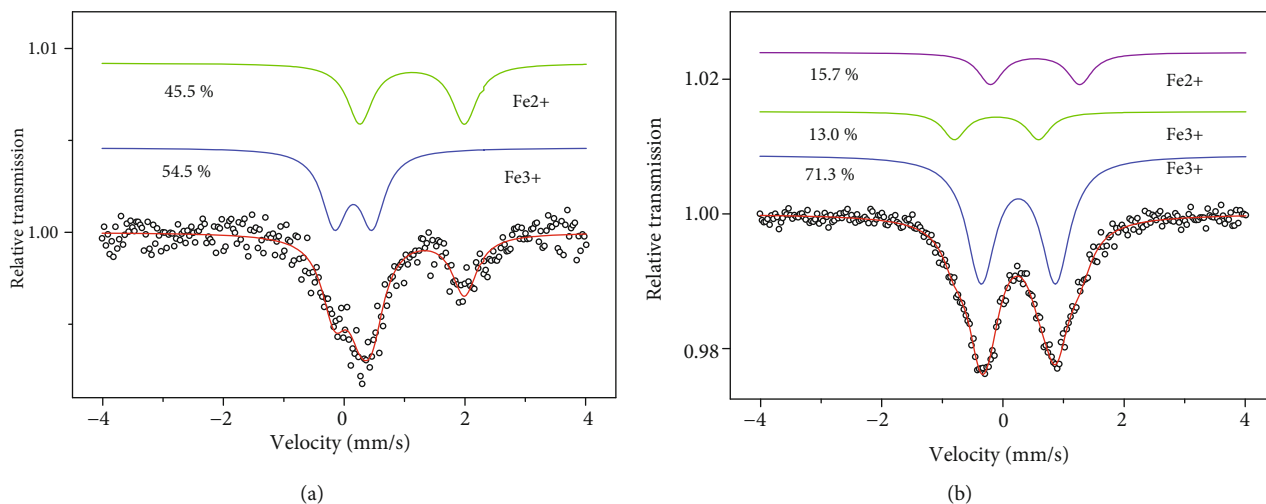 1.01
1.00
Relative transmission
45.5 %
Fe2+
54.5 %
Fe3+
−4
−2
0
2
4
Velocity (mm/s)
(a)
1.02
1.00
0.98
Relative transmission
15.7 %
Fe2+
13.0 %
Fe3+
71.3 %
Fe3+
−4
−2
0
2
4
Velocity (mm/s)
(b)